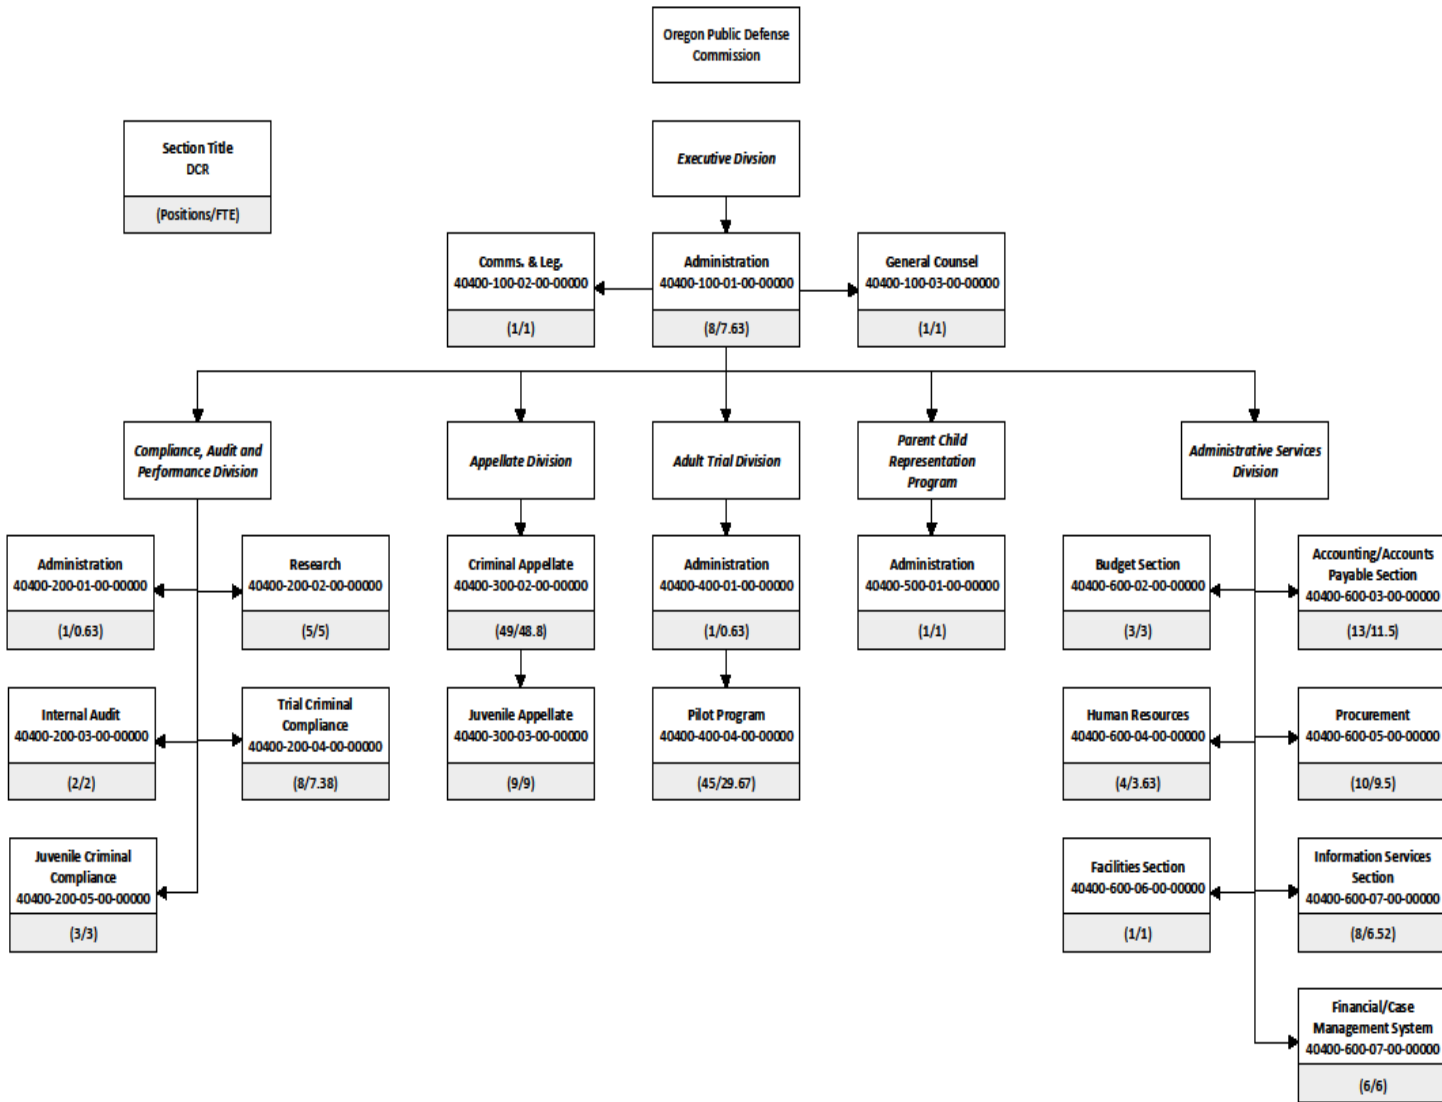 Oregon Public Defense
Commission
Section Title
DCR
(Positions/FTE)
Executive Divsion
Comms. & Leg.
40400-100-02-00-00000
(1/1)
Administration
40400-100-01-00-00000
(8/7.63)
General Counsel
40400-100-03-00-00000
(1/1)
Compliance, Audit and
Performance Division
Appellate Division
Adult Trial Division
Parent Child
Representation
Program
Administrative Services
Division
Administration
40400-200-01-00-00000
(1/0.63)
Research
40400-200-02-00-00000
(5/5)
Criminal Appellate
40400-300-02-00-00000
(49/48.8)
Administration
40400-400-01-00-00000
(1/0.63)
Administration
40400-500-01-00-00000
(1/1)
Budget Section
40400-600-02-00-00000
(3/3)
Accounting/Accounts
Payable Section
40400-600-03-00-00000
(13/11.5)
Internal Audit
40400-200-03-00-00000
(2/2)
Trial Criminal
Compliance
40400-200-04-00-00000
(8/7.38)
Juvenile Appellate
40400-300-03-00-00000
(9/9)
Pilot Program
40400-400-04-00-00000
(45/29.67)
Human Resources
40400-600-04-00-00000
(4/3.63)
Procurement
40400-600-05-00-00000
(10/9.5)
Juvenile Criminal
Compliance
40400-200-05-00-00000
(3/3)
Facilities Section
40400-600-06-00-00000
(1/1)
Information Services
Section
40400-600-07-00-00000
(8/6.52)
Financial/Case
Management System
40400-600-07-00-00000
(6/6)